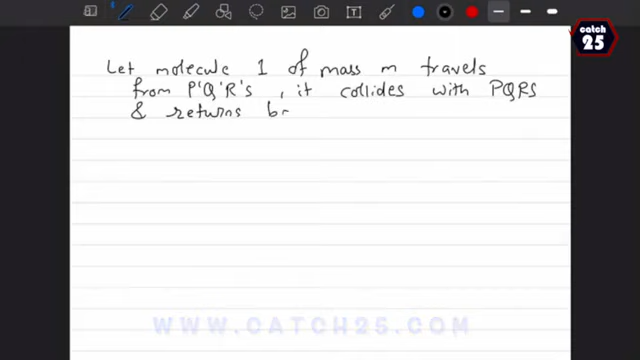 catch
25
Let molecule 1 of mass m travels
from P'Q'R's , it collides with PQRS
& returns b
WWW.CATCH25.COM